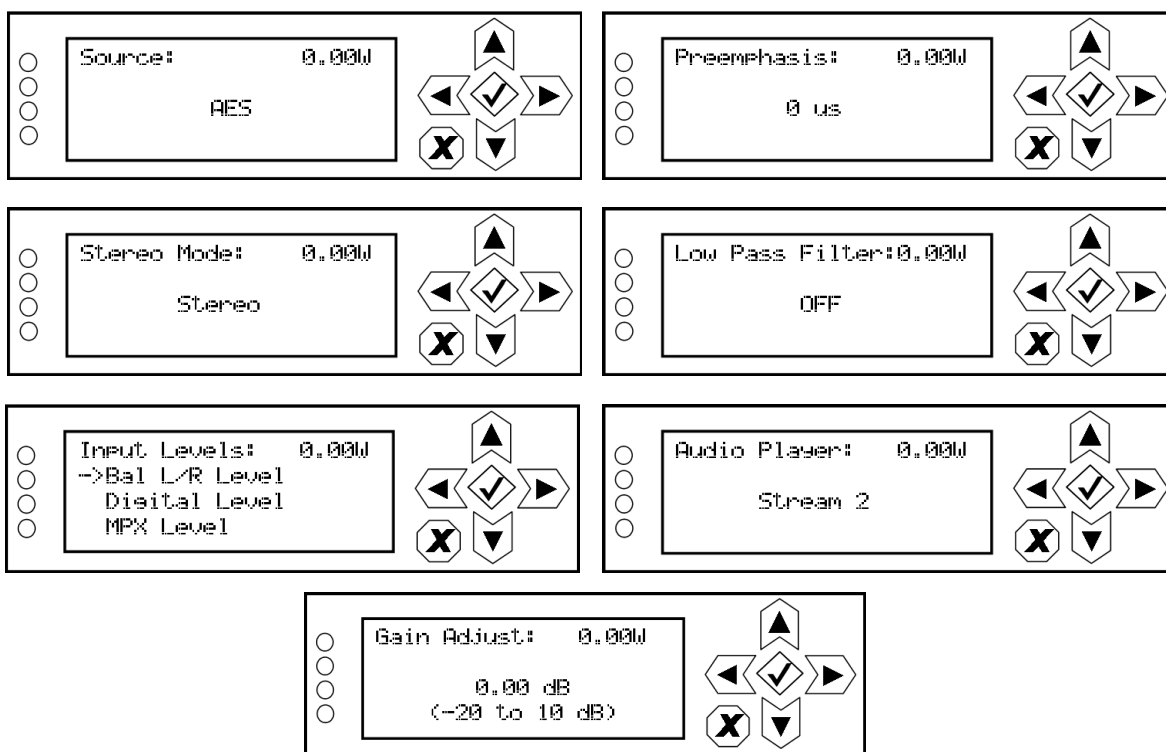 Source: 0.00W
AES
Preemphasis: 0.00W
0 us
Stereo Mode: 0.00W
Stereo
Low Pass Filter:0.00W
OFF
Input Levels: 0.00W
->Bal L/R Level
Digital Level
MPX Level
Audio Player: 0.00W
Stream 2
Gain Adjust: 0.00W
0.00 dB
(-20 to 10 dB)